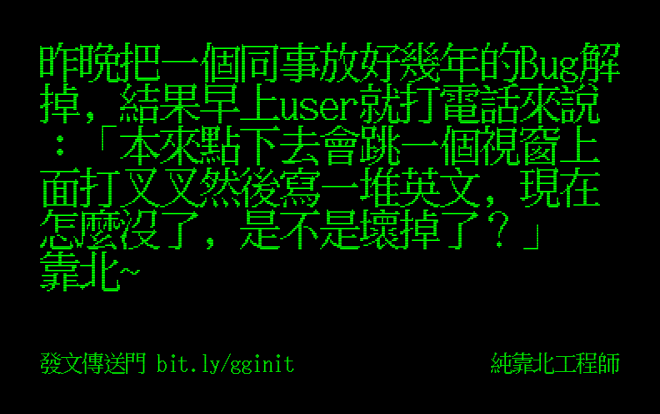 昨晚把一個同事放好幾年的Bug解
掉，結果早上user就打電話來說
：「本來點下去會跳一個視窗上
面打叉叉然後寫一堆英文，現在
怎麼沒了，是不是壞掉了？」
靠北~
發文傳送門 bit.ly/gginit
純靠北工程師